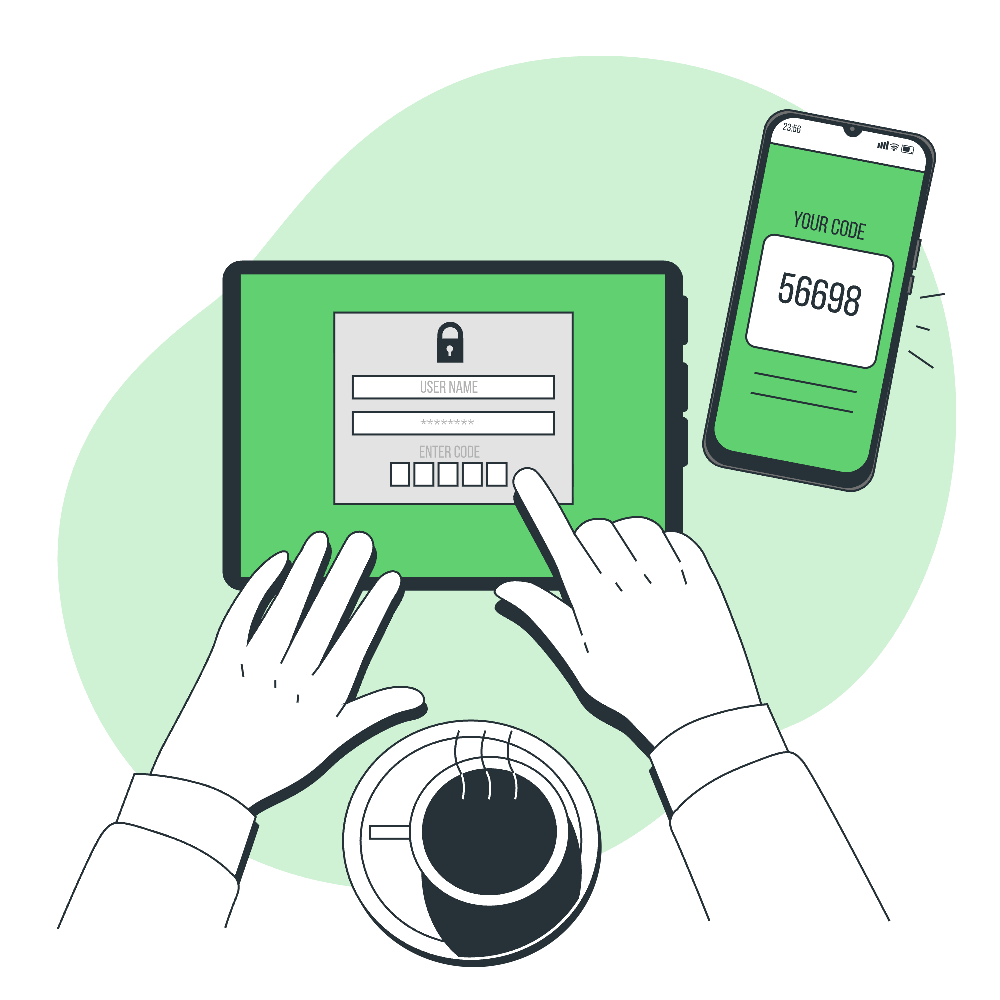 23:56
YOUR CODE
56698
USER NAME
********
ENTER CODE